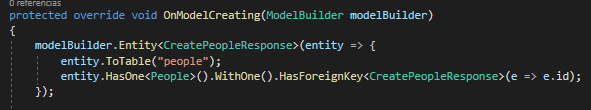 0 referencias
protected override void OnModelCreating(ModelBuilder modelBuilder)
{
modelBuilder.Entity<CreatePeopleResponse>(entity => {
entity.ToTable("people");
entity.HasOne<People>().WithOne().HasForeignKey<CreatePeopleResponse>(e => e.id);
});